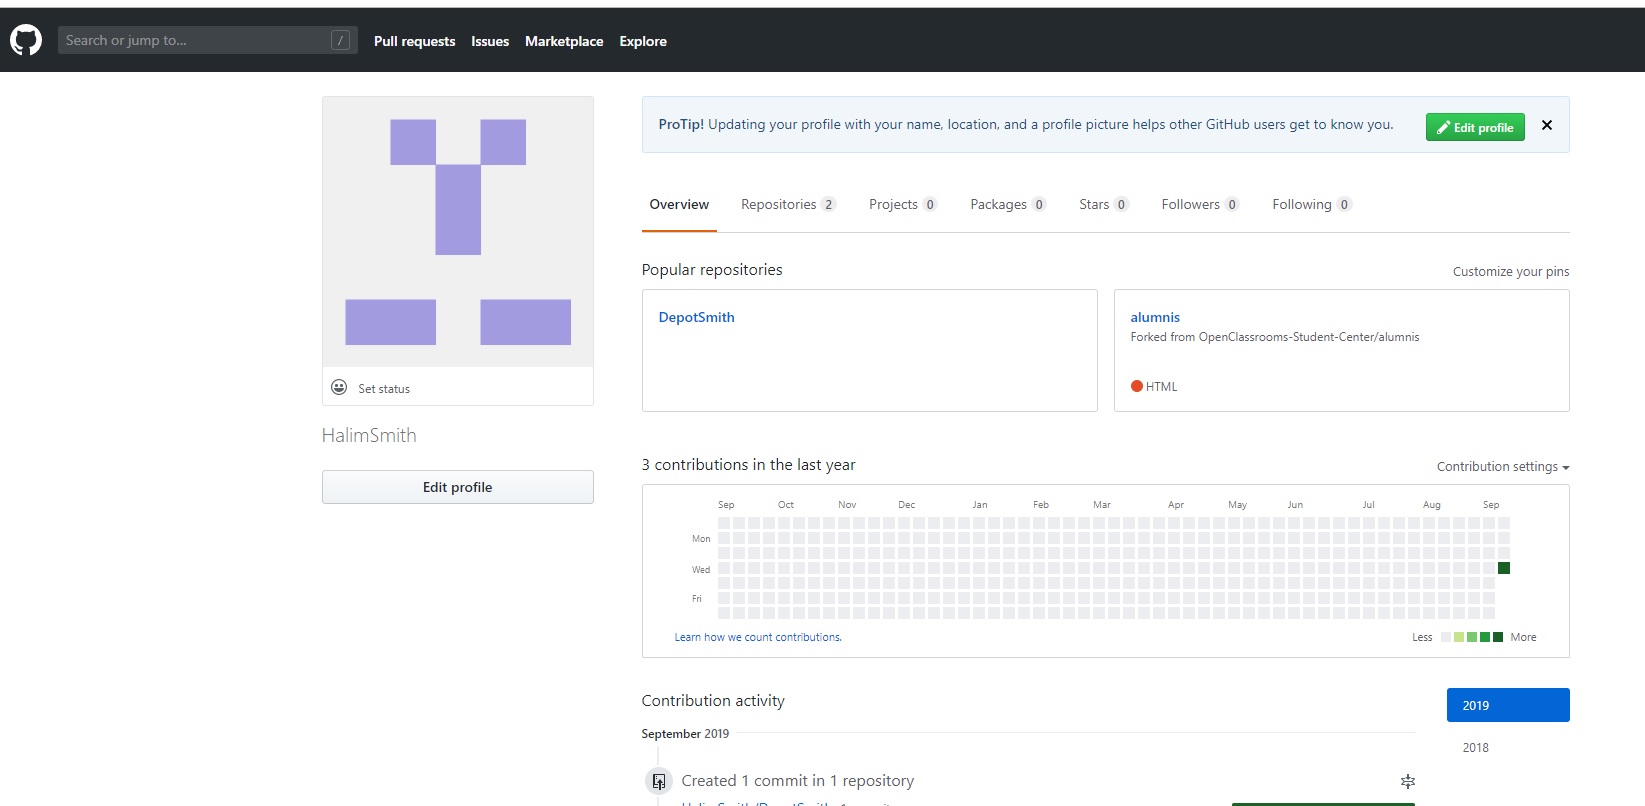 Search or jump to... /
Pull requests Issues Marketplace Explore
ProTip! Updating your profile with your name, location, and a profile picture helps other GitHub users get to know you.
Edit profile
Overview Repositories 2 Projects 0 Packages 0 Stars 0 Followers 0 Following 0
Set status
HalimSmith
Edit profile
Popular repositories
Customize your pins
DepotSmith
alumnis
Forked from OpenClassrooms-Student-Center/alumnis
HTML
3 contributions in the last year
Contribution settings
Sep Oct Nov Dec Jan Feb Mar Apr May Jun Jul Aug Sep
Mon
Wed
Fri
Learn how we count contributions.
Less More
Contribution activity
2019
2018
September 2019
Created 1 commit in 1 repository